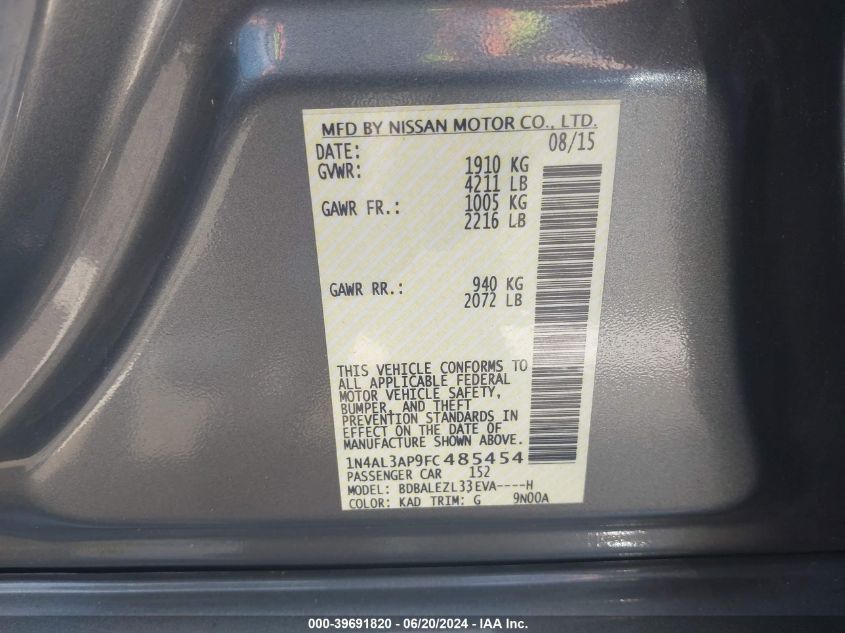 MFD BY NISSAN MOTOR CO., LTD.
DATE: 08/15
GVWR: 1910 KG
4211 LB
GAWR FR.: 1005 KG
2216 LB
GAWR RR.: 940 KG
2072 LB
THIS VEHICLE CONFORMS TO
ALL APPLICABLE FEDERAL
MOTOR VEHICLE SAFETY,
BUMPER, AND THEFT
PREVENTION STANDARDS IN
EFFECT ON THE DATE OF
MANUFACTURE SHOWN ABOVE.
1N4AL3AP9FC485454
PASSENGER CAR 152
MODEL: BDBALEZL33EVA----H
COLOR: KAD TRIM: G 9N00A
000-39691820 - 06/20/2024 - IAA Inc.